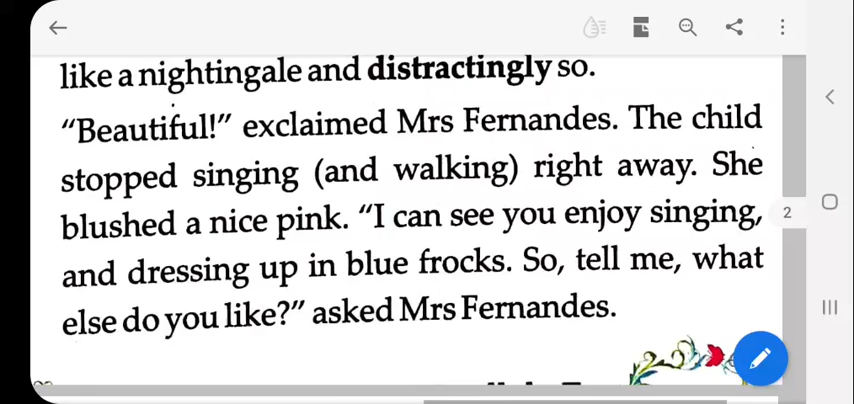 like a nightingale and distractingly so.
"Beautiful!" exclaimed Mrs Fernandes. The child
stopped singing (and walking) right away. She
blushed a nice pink. "I can see you enjoy singing,
and dressing up in blue frocks. So, tell me, what
else do you like?" asked Mrs Fernandes.
2